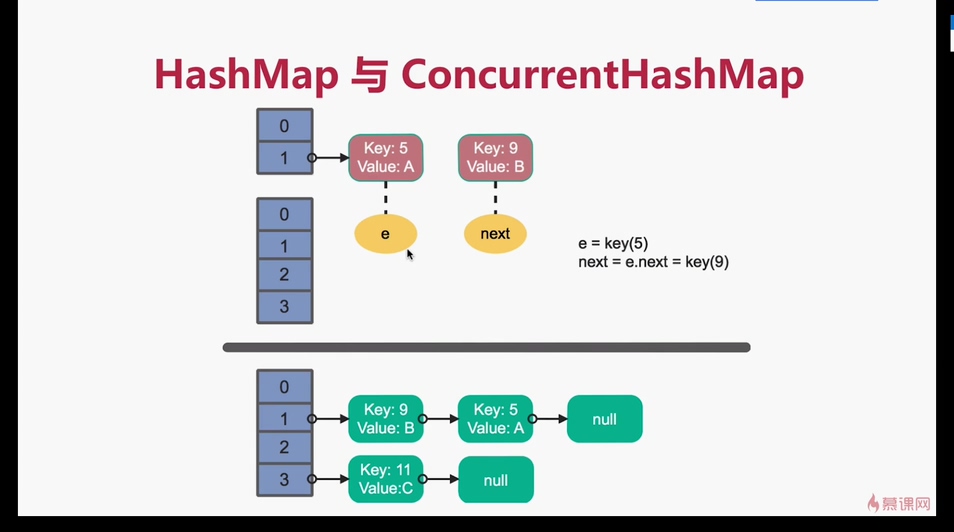 HashMap 与 ConcurrentHashMap
0
1
Key: 5
Value: A
Key: 9
Value: B
0
1
2
3
e
next
e = key(5)
next = e.next = key(9)
0
1
2
3
Key: 9
Value: B
Key: 5
Value: A
null
Key: 11
Value:C
null
慕课网